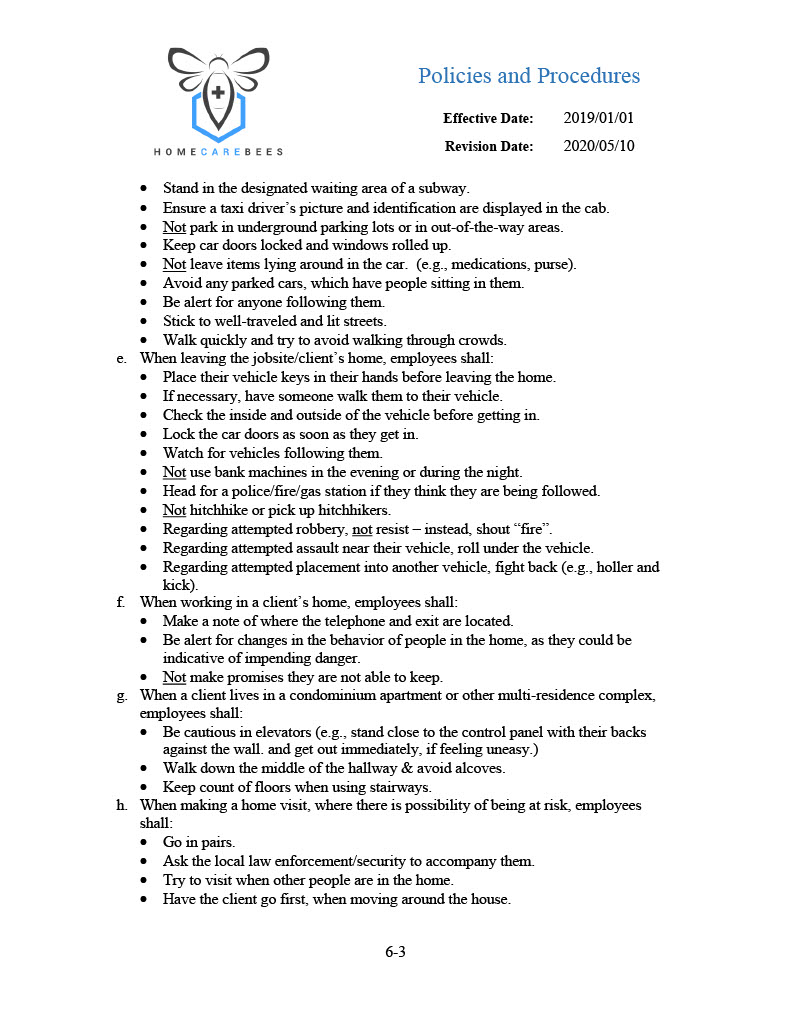 Policies and Procedures
Effective Date: 2019/01/01
Revision Date: 2020/05/10
HOMECAREBEES
• Stand in the designated waiting area of a subway.
• Ensure a taxi driver’s picture and identification are displayed in the cab.
• Not park in underground parking lots or in out-of-the-way areas.
• Keep car doors locked and windows rolled up.
• Not leave items lying around in the car.  (e.g., medications, purse).
• Avoid any parked cars, which have people sitting in them.
• Be alert for anyone following them.
• Stick to well-traveled and lit streets.
• Walk quickly and try to avoid walking through crowds.
e. When leaving the jobsite/client’s home, employees shall:
• Place their vehicle keys in their hands before leaving the home.
• If necessary, have someone walk them to their vehicle.
• Check the inside and outside of the vehicle before getting in.
• Lock the car doors as soon as they get in.
• Watch for vehicles following them.
• Not use bank machines in the evening or during the night.
• Head for a police/fire/gas station if they think they are being followed.
• Not hitchhike or pick up hitchhikers.
• Regarding attempted robbery, not resist – instead, shout “fire”.
• Regarding attempted assault near their vehicle, roll under the vehicle.
• Regarding attempted placement into another vehicle, fight back (e.g., holler and
kick).
f. When working in a client’s home, employees shall:
• Make a note of where the telephone and exit are located.
• Be alert for changes in the behavior of people in the home, as they could be
indicative of impending danger.
• Not make promises they are not able to keep.
g. When a client lives in a condominium apartment or other multi-residence complex,
employees shall:
• Be cautious in elevators (e.g., stand close to the control panel with their backs
against the wall. and get out immediately, if feeling uneasy.)
• Walk down the middle of the hallway & avoid alcoves.
• Keep count of floors when using stairways.
h. When making a home visit, where there is possibility of being at risk, employees
shall:
• Go in pairs.
• Ask the local law enforcement/security to accompany them.
• Try to visit when other people are in the home.
• Have the client go first, when moving around the house.
6-3